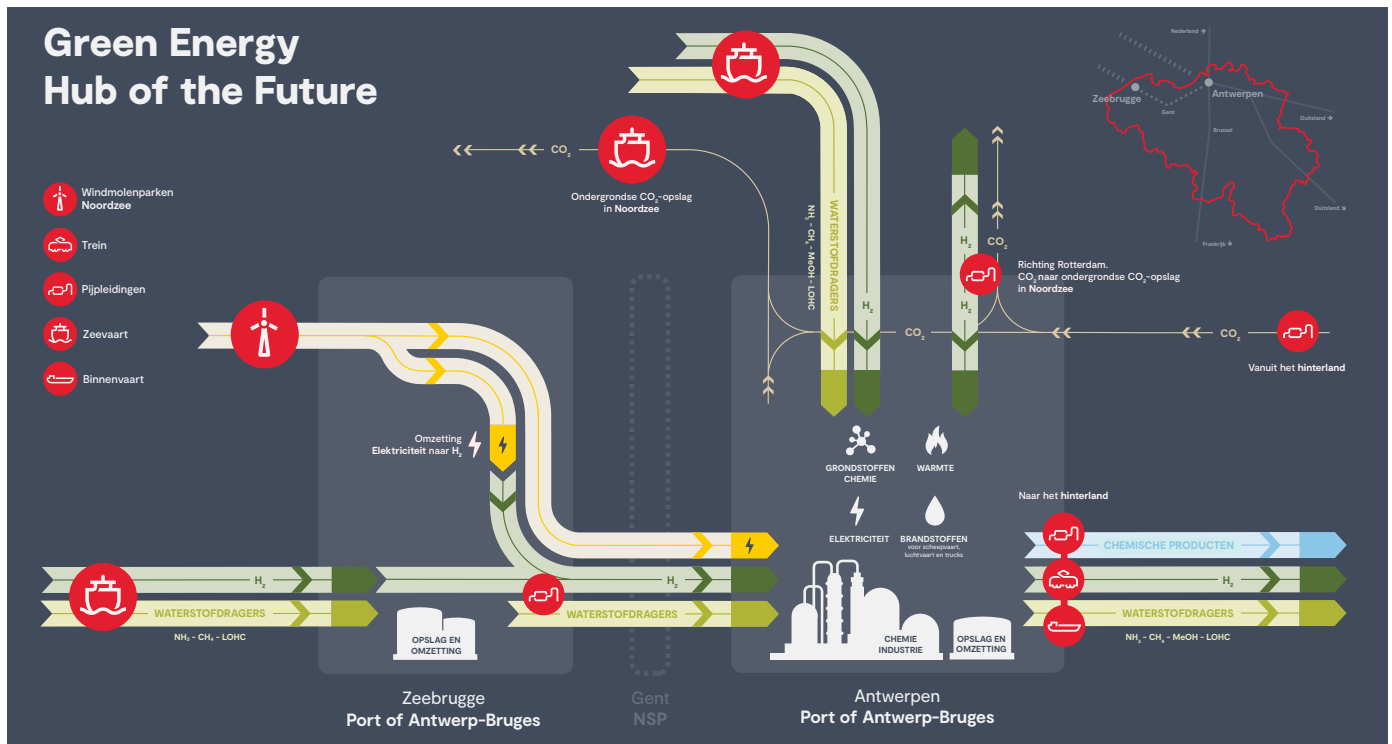 Green Energy
Hub of the Future
Windmolenparken
Noordzee
Trein
Pijpleidingen
Zeevaart
Binnenvaart
CO₂
Ondergrondse CO₂-opslag
in Noordzee
NH₃ - CH₄ - MeOH - LOHC
WATERSTOFDRAGERS
H₂
CO₂
H₂
H₂
CO₂
Richting Rotterdam.
CO₂ naar ondergrondse CO₂-opslag
in Noordzee
CO₂
Vanuit het hinterland
Nederland
Zeebrugge
Antwerpen
Gent
Brussel
Duitsland
Duitsland
Frankrijk
Omzetting
Elektriciteit naar H₂
GRONDSTOFFEN
CHEMIE
WARMTE
ELEKTRICITEIT
BRANDSTOFFEN
voor scheepvaart,
luchtvaart en trucks
Naar het hinterland
H₂
WATERSTOFDRAGERS
NH₃ - CH₄ - LOHC
H₂
WATERSTOFDRAGERS
OPSLAG EN
OMZETTING
CHEMIE
INDUSTRIE
OPSLAG EN
OMZETTING
CHEMISCHE PRODUCTEN
H₂
WATERSTOFDRAGERS
NH₃ - CH₄ - MeOH - LOHC
Zeebrugge
Port of Antwerp-Bruges
Gent
NSP
Antwerpen
Port of Antwerp-Bruges